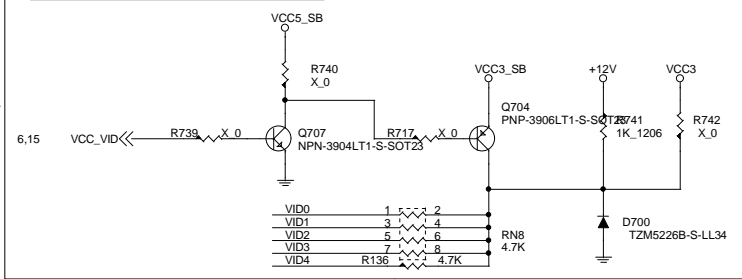 VCC5_SB
R740
X_0
VCC3_SB
+12V
VCC3
6,15
VCC_VID
R739
X_0
Q707
NPN-3904LT1-S-SOT23
R717
X_0
Q704
PNP-3906LT1-S-SOT23
R741
1K_1206
R742
X_0
VID0
1
2
VID1
3
4
VID2
5
6
VID3
7
8
VID4
R136
4.7K
RN8
4.7K
D700
TZM5226B-S-LL34